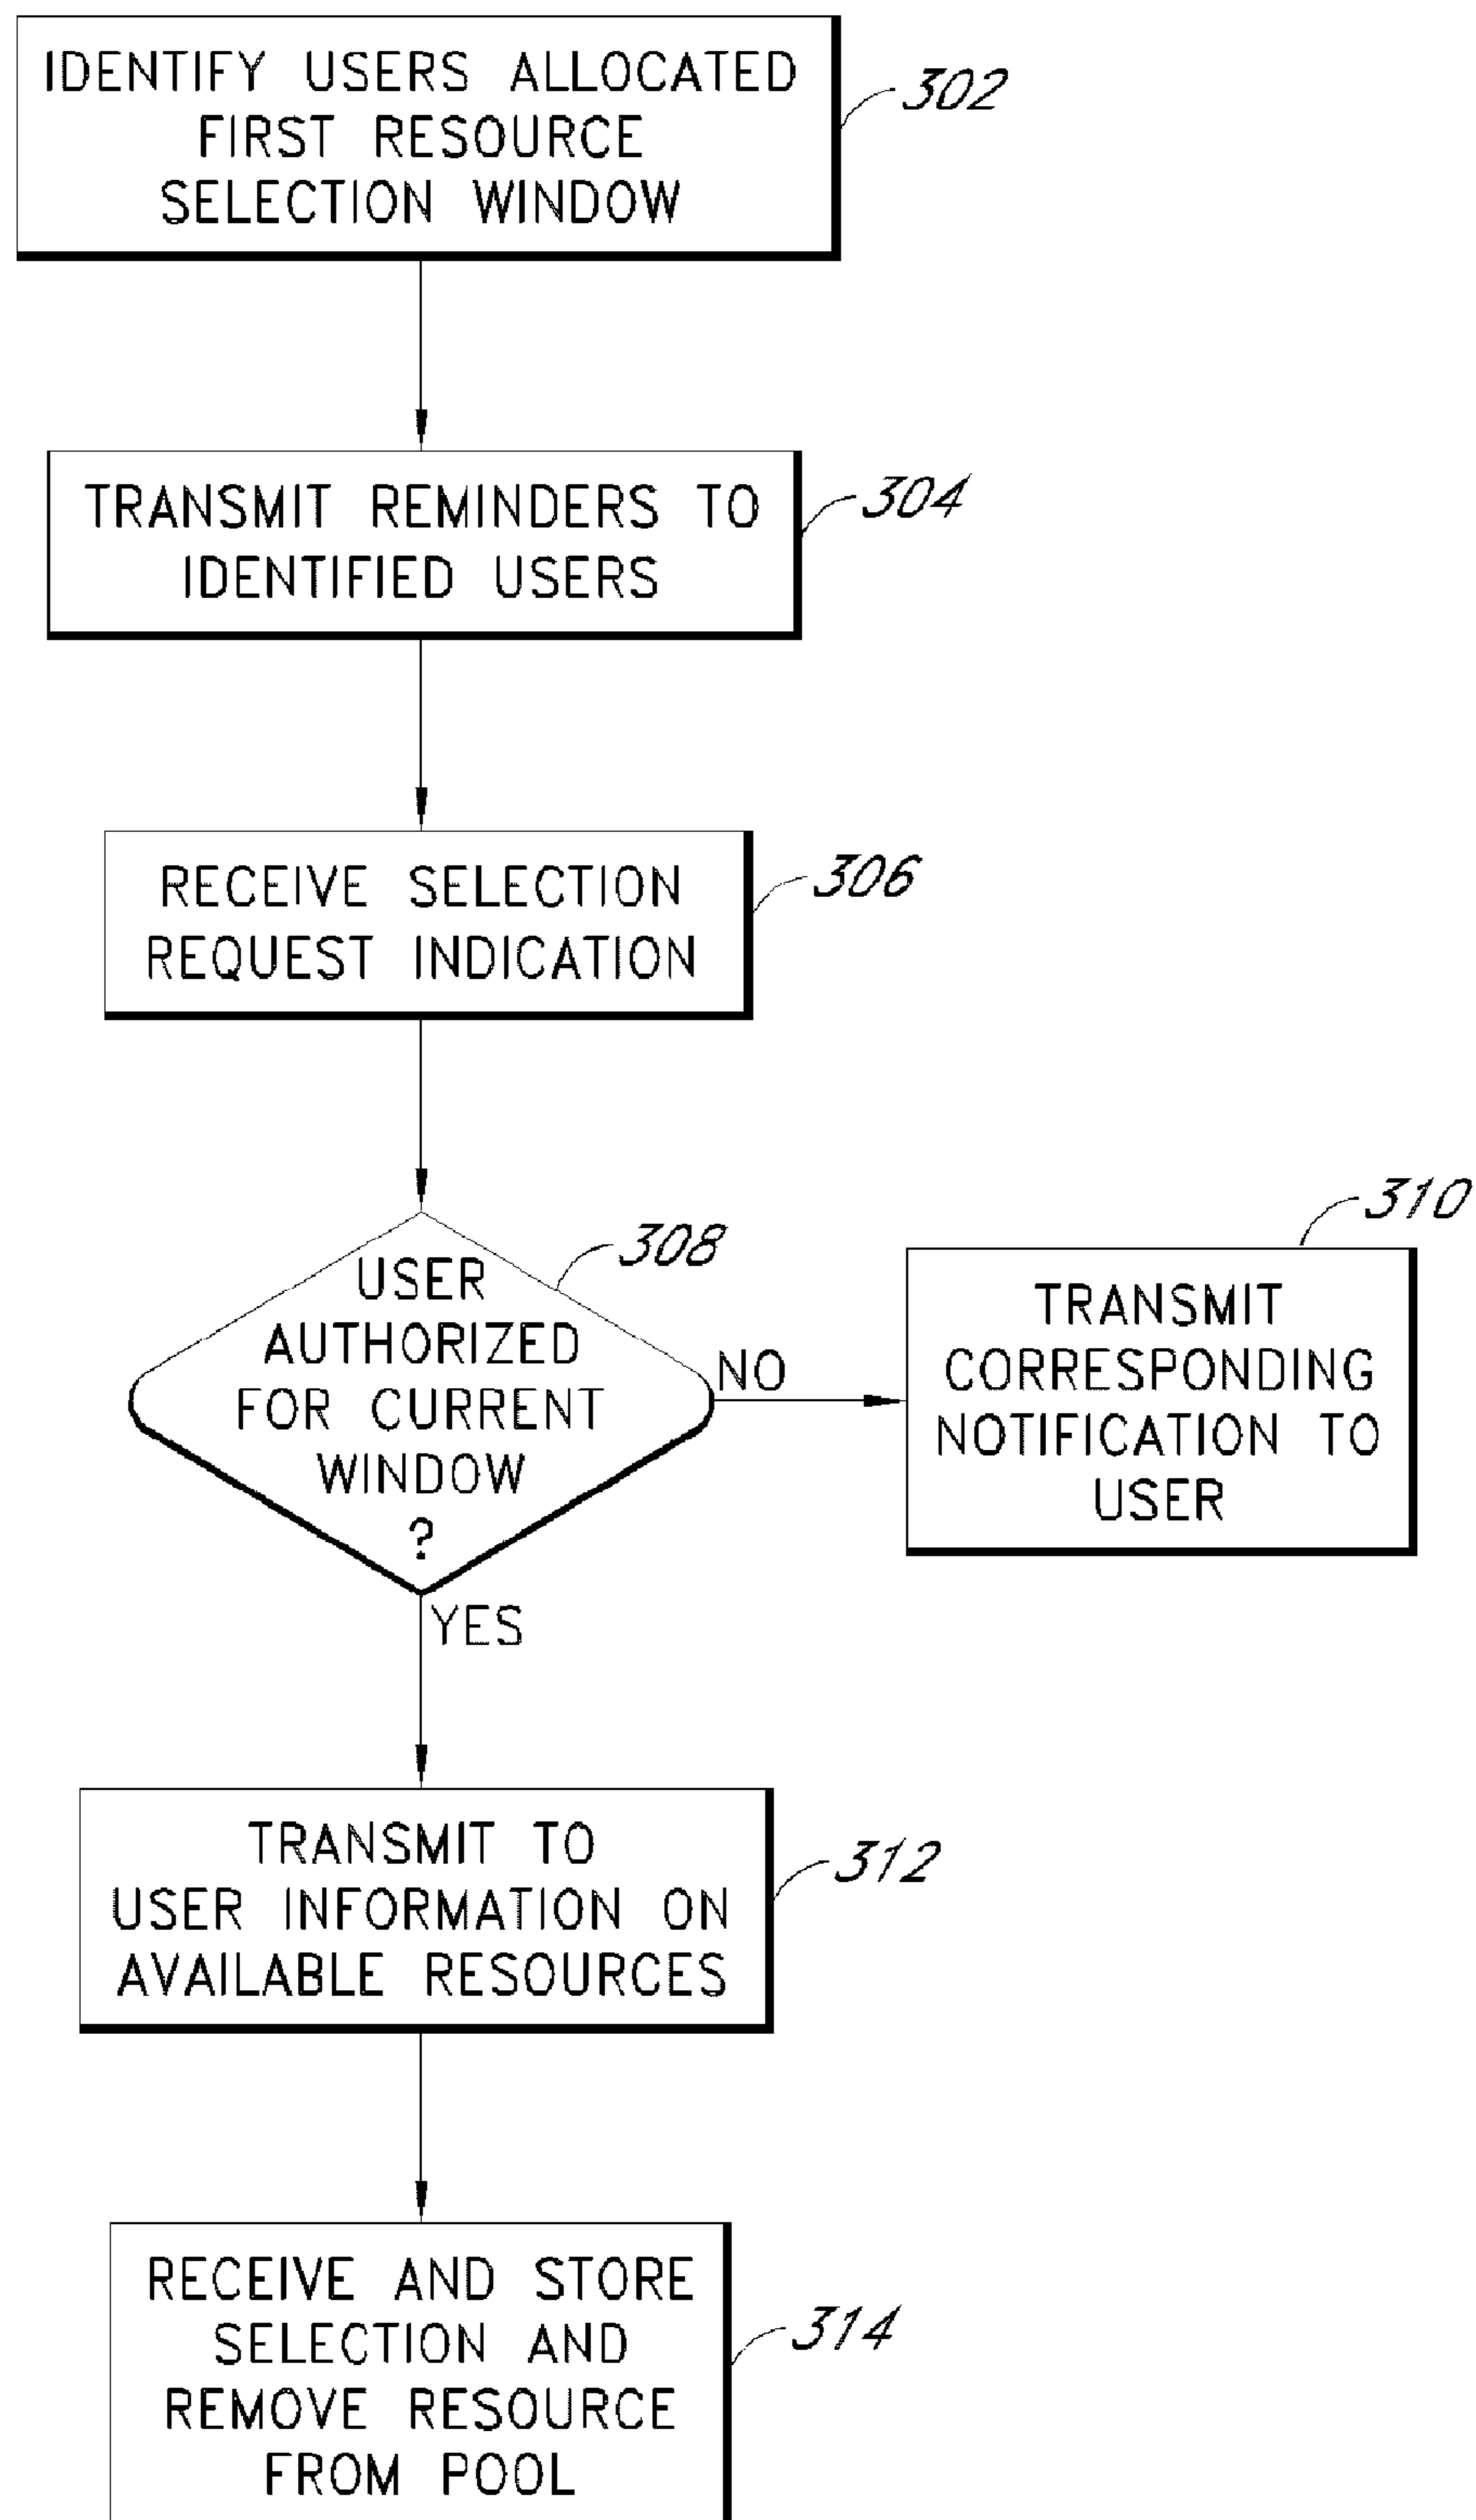 IDENTIFY USERS ALLOCATED
FIRST RESOURCE
SELECTION WINDOW
302
TRANSMIT REMINDERS TO
IDENTIFIED USERS
304
RECEIVE SELECTION
REQUEST INDICATION
306
USER
AUTHORIZED
FOR CURRENT
WINDOW
?
308
NO
310
TRANSMIT
CORRESPONDING
NOTIFICATION TO
USER
YES
TRANSMIT TO
USER INFORMATION ON
AVAILABLE RESOURCES
312
RECEIVE AND STORE
SELECTION AND
REMOVE RESOURCE
FROM POOL
314